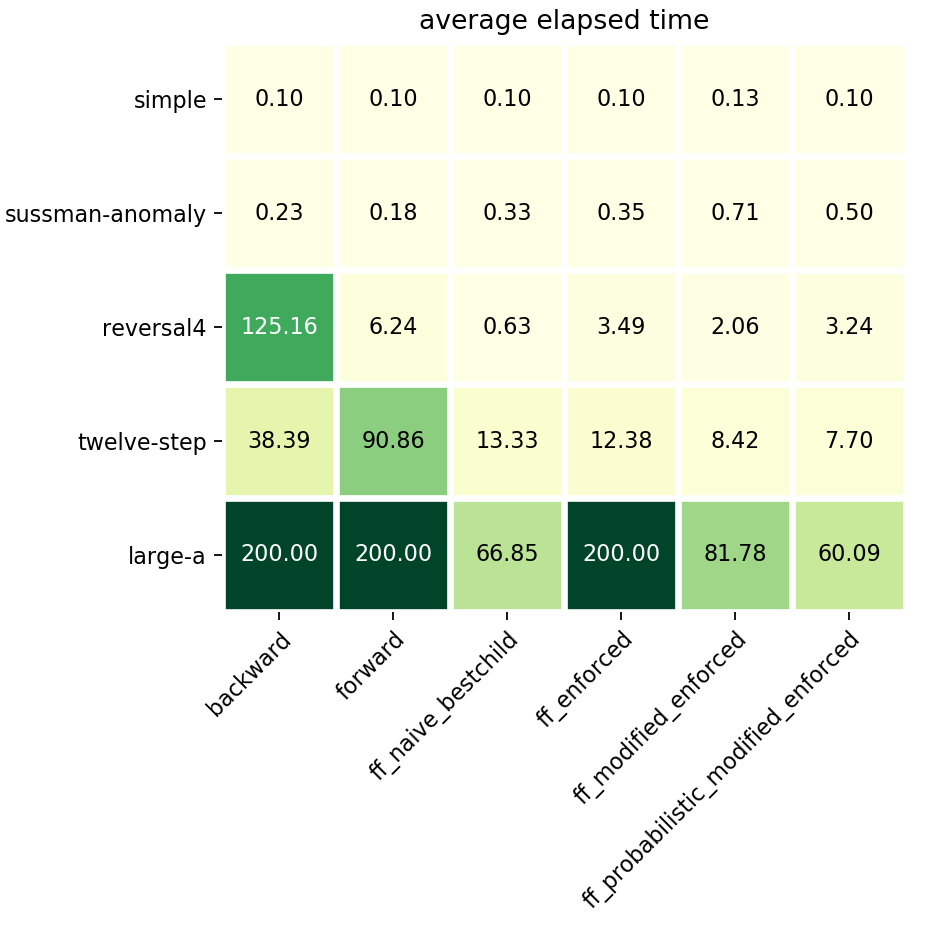 average elapsed time
simple 0.10 0.10 0.10 0.10 0.13 0.10
sussman-anomaly 0.23 0.18 0.33 0.35 0.71 0.50
reversal4 125.16 6.24 0.63 3.49 2.06 3.24
twelve-step 38.39 90.86 13.33 12.38 8.42 7.70
large-a 200.00 200.00 66.85 200.00 81.78 60.09
backward
forward
ff_naive_bestchild
ff_enforced
ff_modified_enforced
ff_probabilistic_modified_enforced